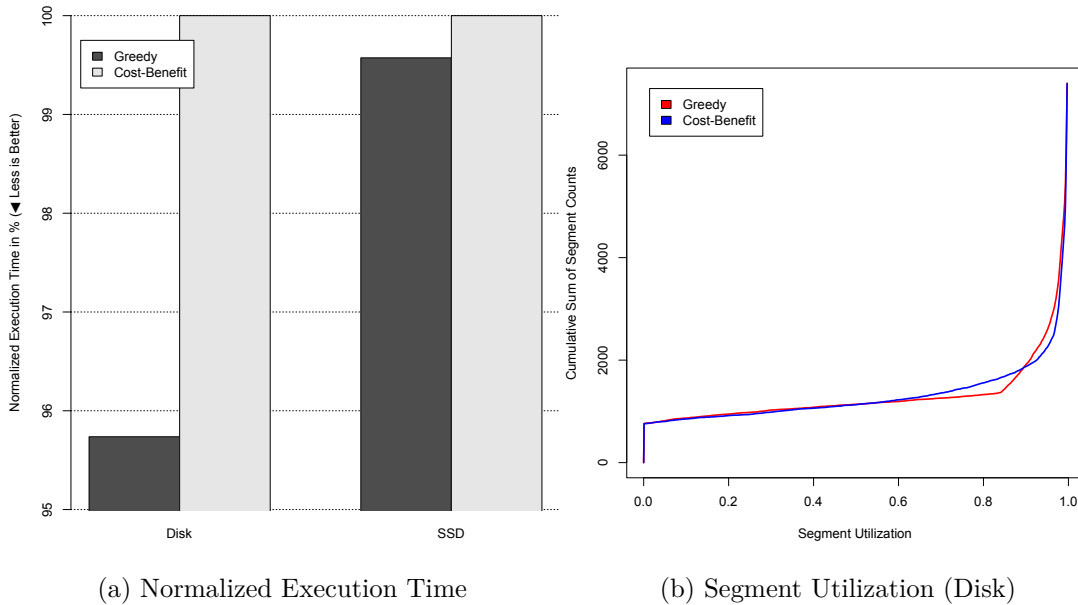 Normalized Execution Time in % (◀ Less is Better)
100
99
98
97
96
95
Greedy
Cost-Benefit
Disk
SSD
Cumulative Sum of Segment Counts
6000
4000
2000
0
Greedy
Cost-Benefit
0.0 0.2 0.4 0.6 0.8 1.0
Segment Utilization
(a) Normalized Execution Time
(b) Segment Utilization (Disk)